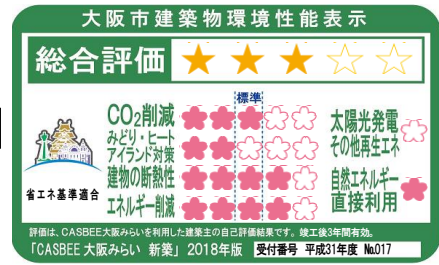 大阪市建築物環境性能表示
総合評価
標準
CO2削減
みどり・ヒート
アイランド対策
建物の断熱性
エネルギー削減
太陽光発電
その他再生エネ
自然エネルギー
直接利用
省エネ基準適合
評価は、CASBEE大阪みらいを利用した建築主の自己評価結果です。竣工後3年間有効。
「CASBEE大阪みらい 新築」2018年版 受付番号 平成31年度 No.017